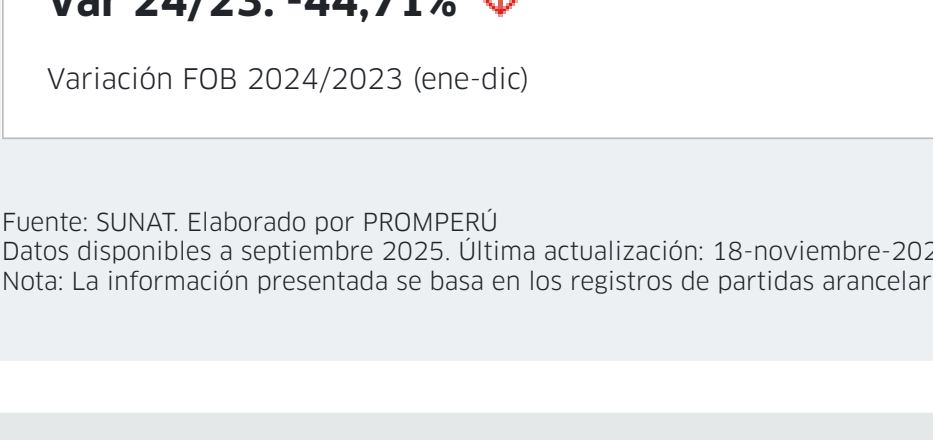 Var 24/23: -44,71%
Variación FOB 2024/2023 (ene-dic)
Fuente: SUNAT. Elaborado por PROMPERÚ
Datos disponibles a septiembre 2025. Última actualización: 18-noviembre-202
Nota: La información presentada se basa en los registros de partidas arancelar